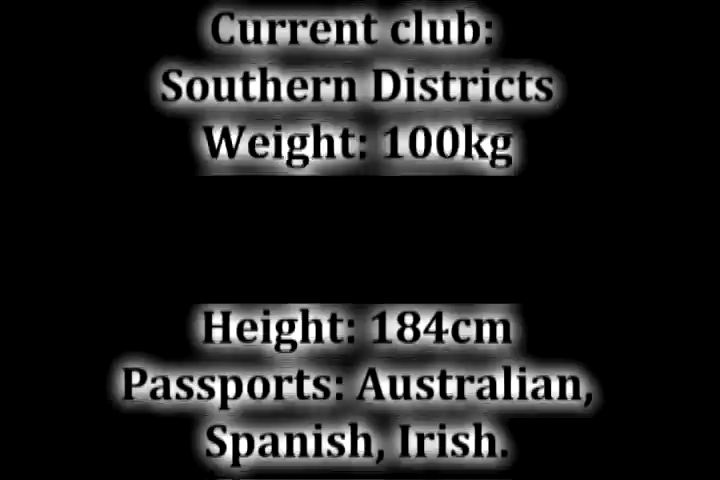 Current club:
Southern Districts
Weight: 100kg
Height: 184cm
Passports: Australian,
Spanish, Irish.